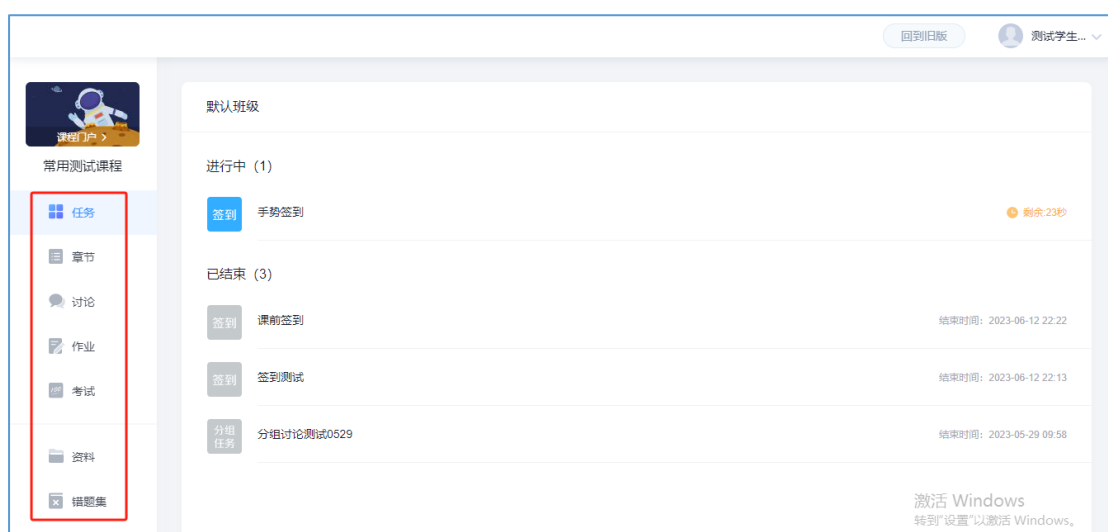 回到旧版
测试学生...
课程门户 >
常用测试课程
任务
章节
讨论
作业
考试
资料
错题集
默认班级
进行中 (1)
签到
手势签到
剩余23秒
已结束 (3)
签到
课前签到
结束时间：2023-06-12 22:22
签到
签到测试
结束时间：2023-06-12 22:13
分组
任务
分组讨论测试0529
结束时间：2023-05-29 09:58
激活 Windows
转到"设置"以激活 Windows。